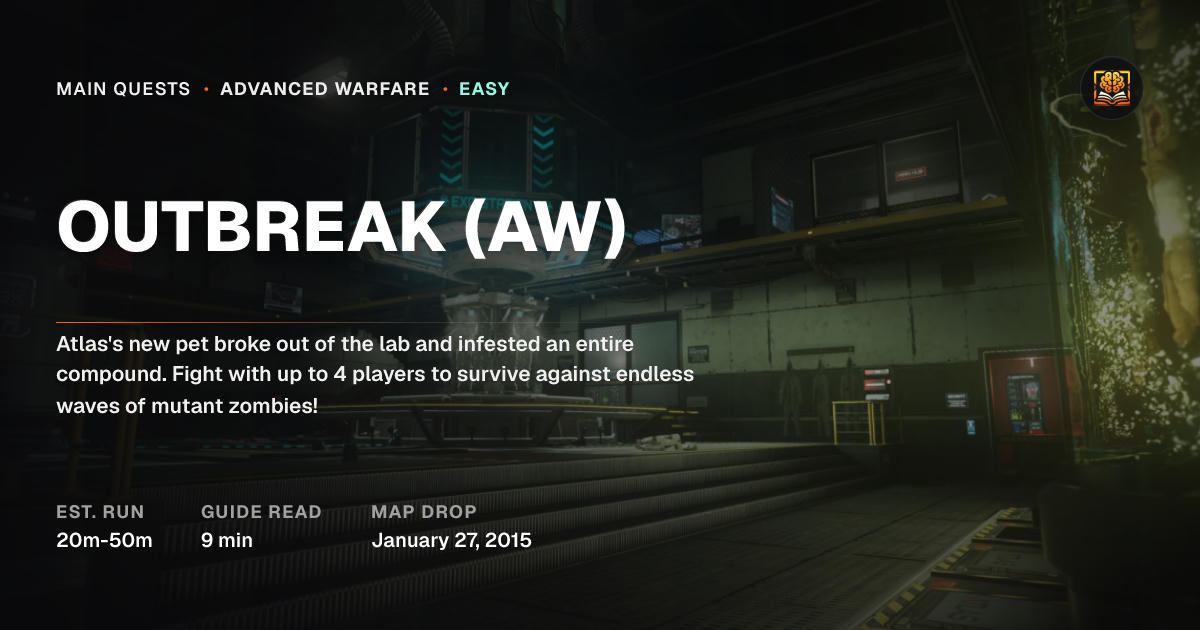 MAIN QUESTS • ADVANCED WARFARE • EASY
OUTBREAK (AW)
Atlas's new pet broke out of the lab and infested an entire
compound. Fight with up to 4 players to survive against endless
waves of mutant zombies!
EST. RUN GUIDE READ MAP DROP
20m-50m 9 min January 27, 2015